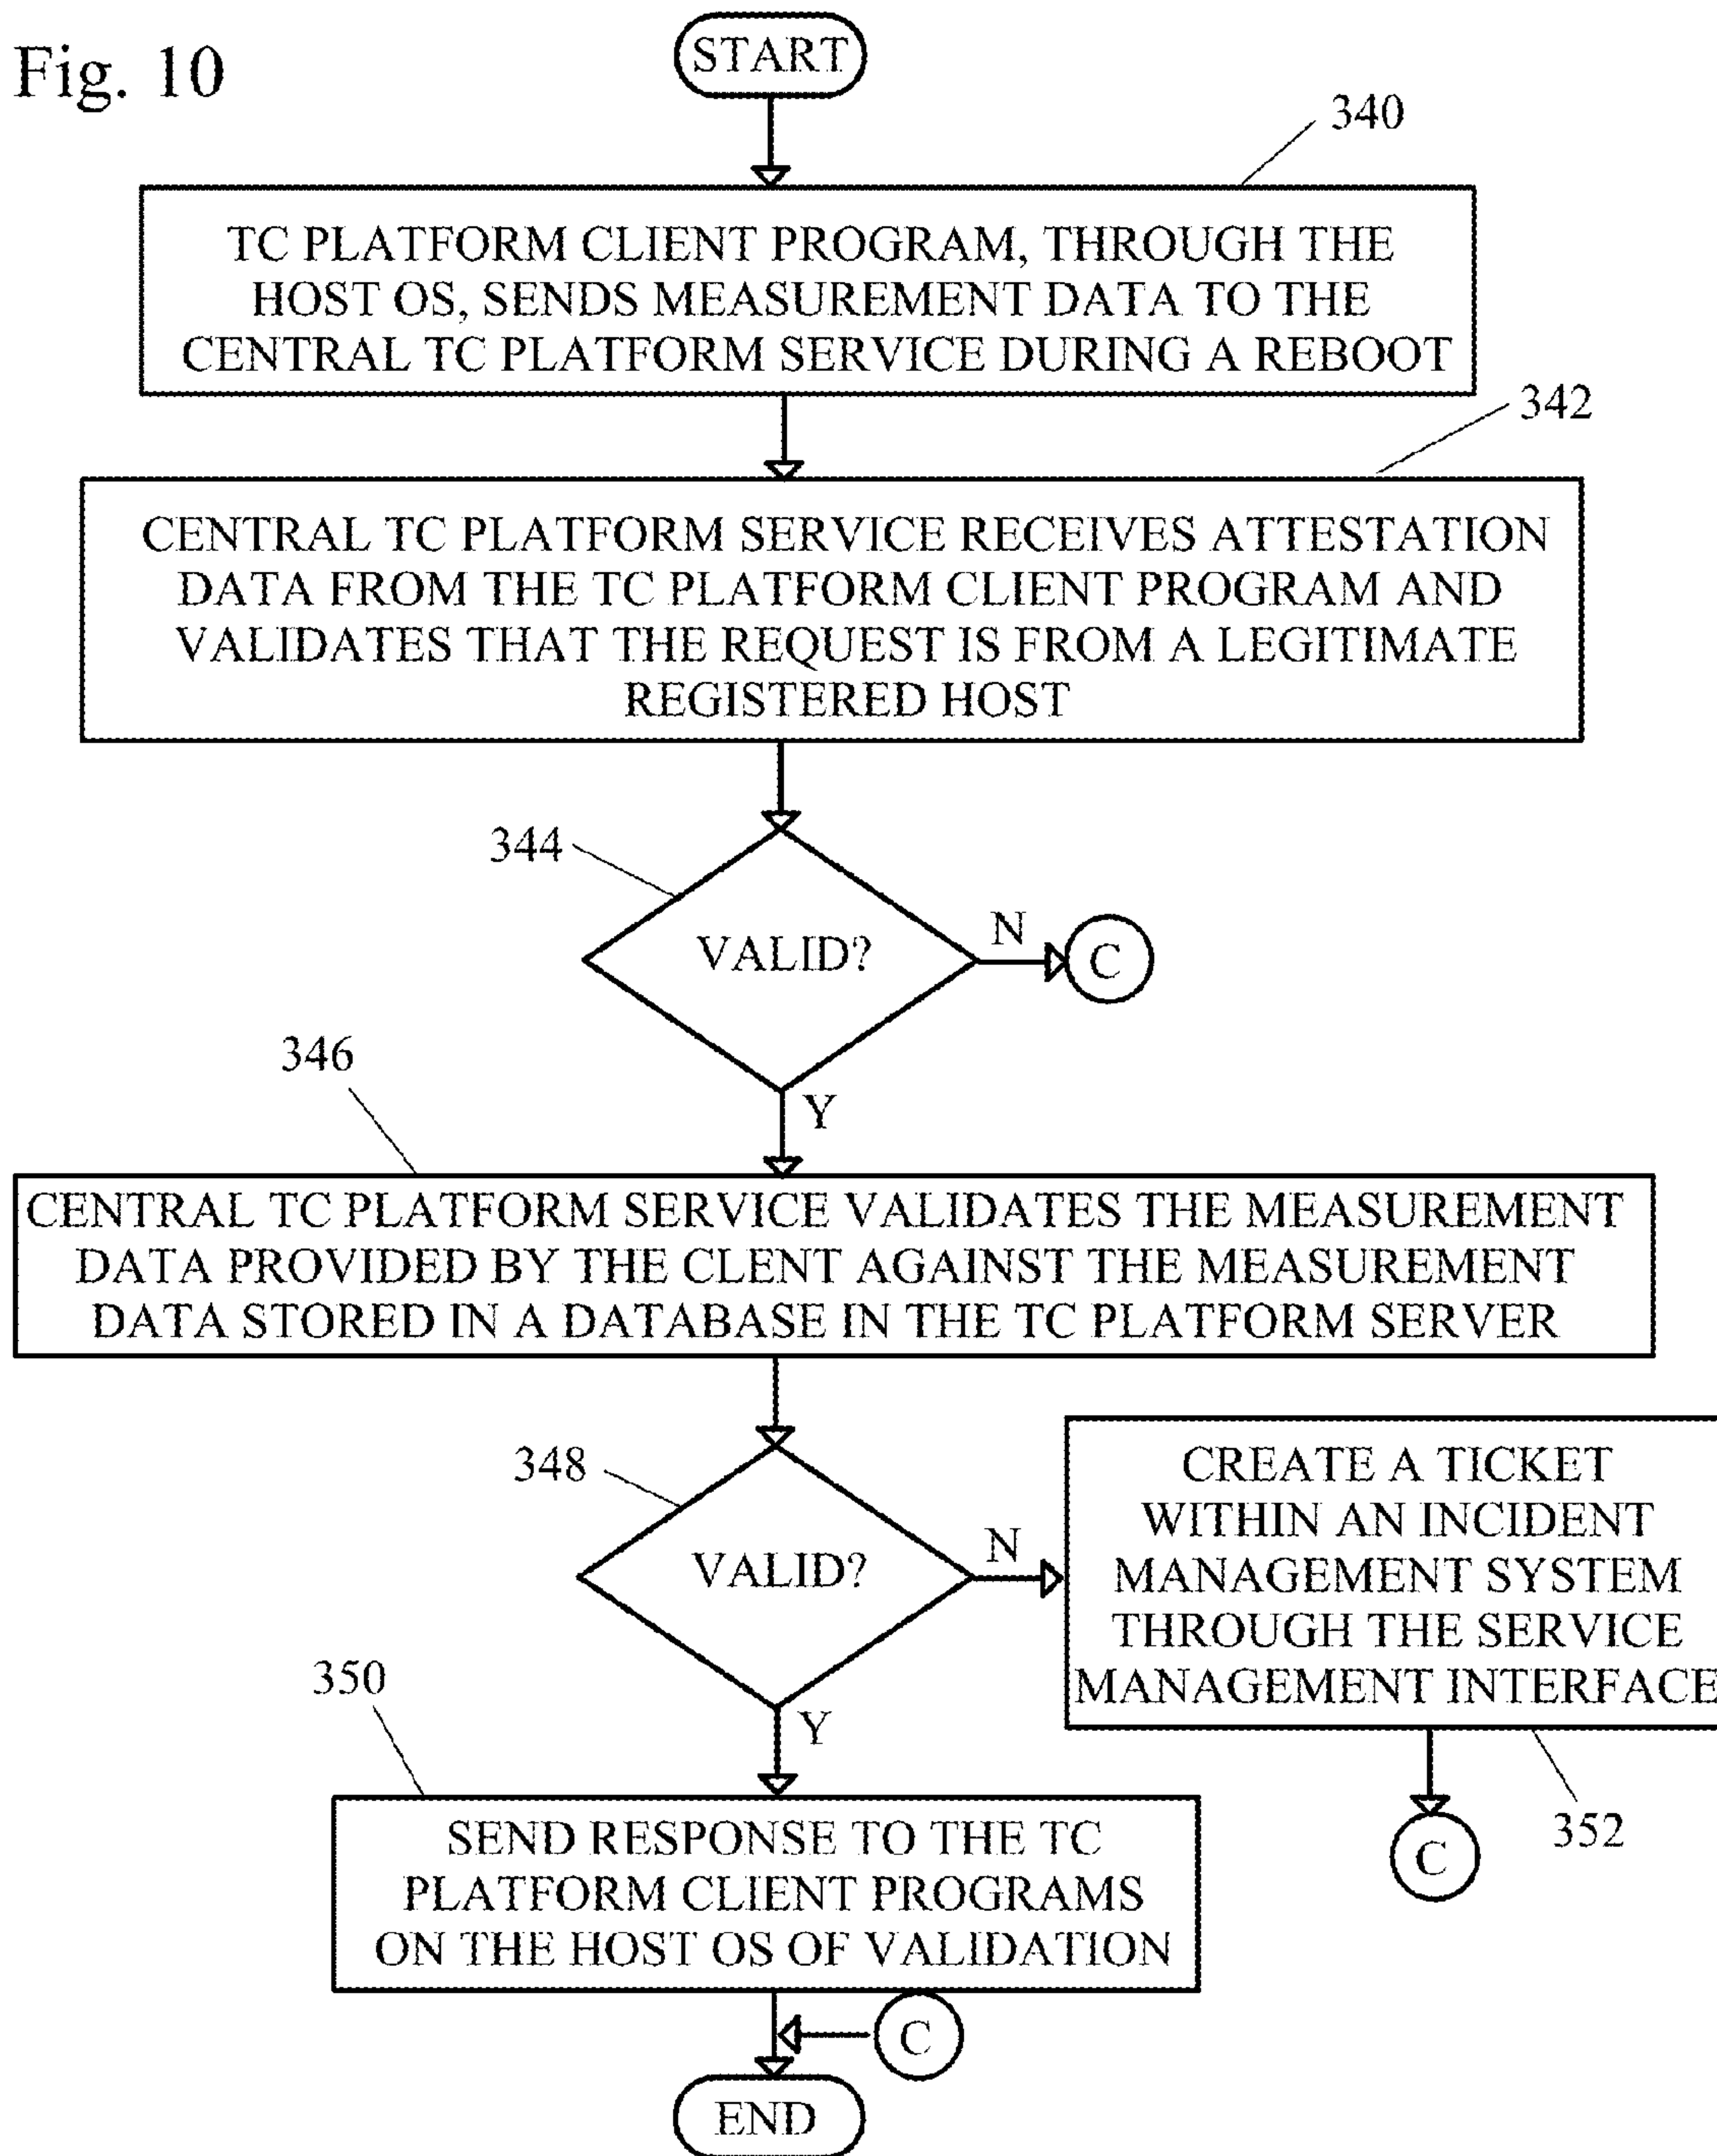 Fig. 10
START
340
TC PLATFORM CLIENT PROGRAM, THROUGH THE
HOST OS, SENDS MEASUREMENT DATA TO THE
CENTRAL TC PLATFORM SERVICE DURING A REBOOT
342
CENTRAL TC PLATFORM SERVICE RECEIVES ATTESTATION
DATA FROM THE TC PLATFORM CLIENT PROGRAM AND
VALIDATES THAT THE REQUEST IS FROM A LEGITIMATE
REGISTERED HOST
344
VALID?
N
C
Y
346
CENTRAL TC PLATFORM SERVICE VALIDATES THE MEASUREMENT
DATA PROVIDED BY THE CLENT AGAINST THE MEASUREMENT
DATA STORED IN A DATABASE IN THE TC PLATFORM SERVER
348
VALID?
N
CREATE A TICKET
WITHIN AN INCIDENT
MANAGEMENT SYSTEM
THROUGH THE SERVICE
MANAGEMENT INTERFACE
352
C
Y
350
SEND RESPONSE TO THE TC
PLATFORM CLIENT PROGRAMS
ON THE HOST OS OF VALIDATION
C
END